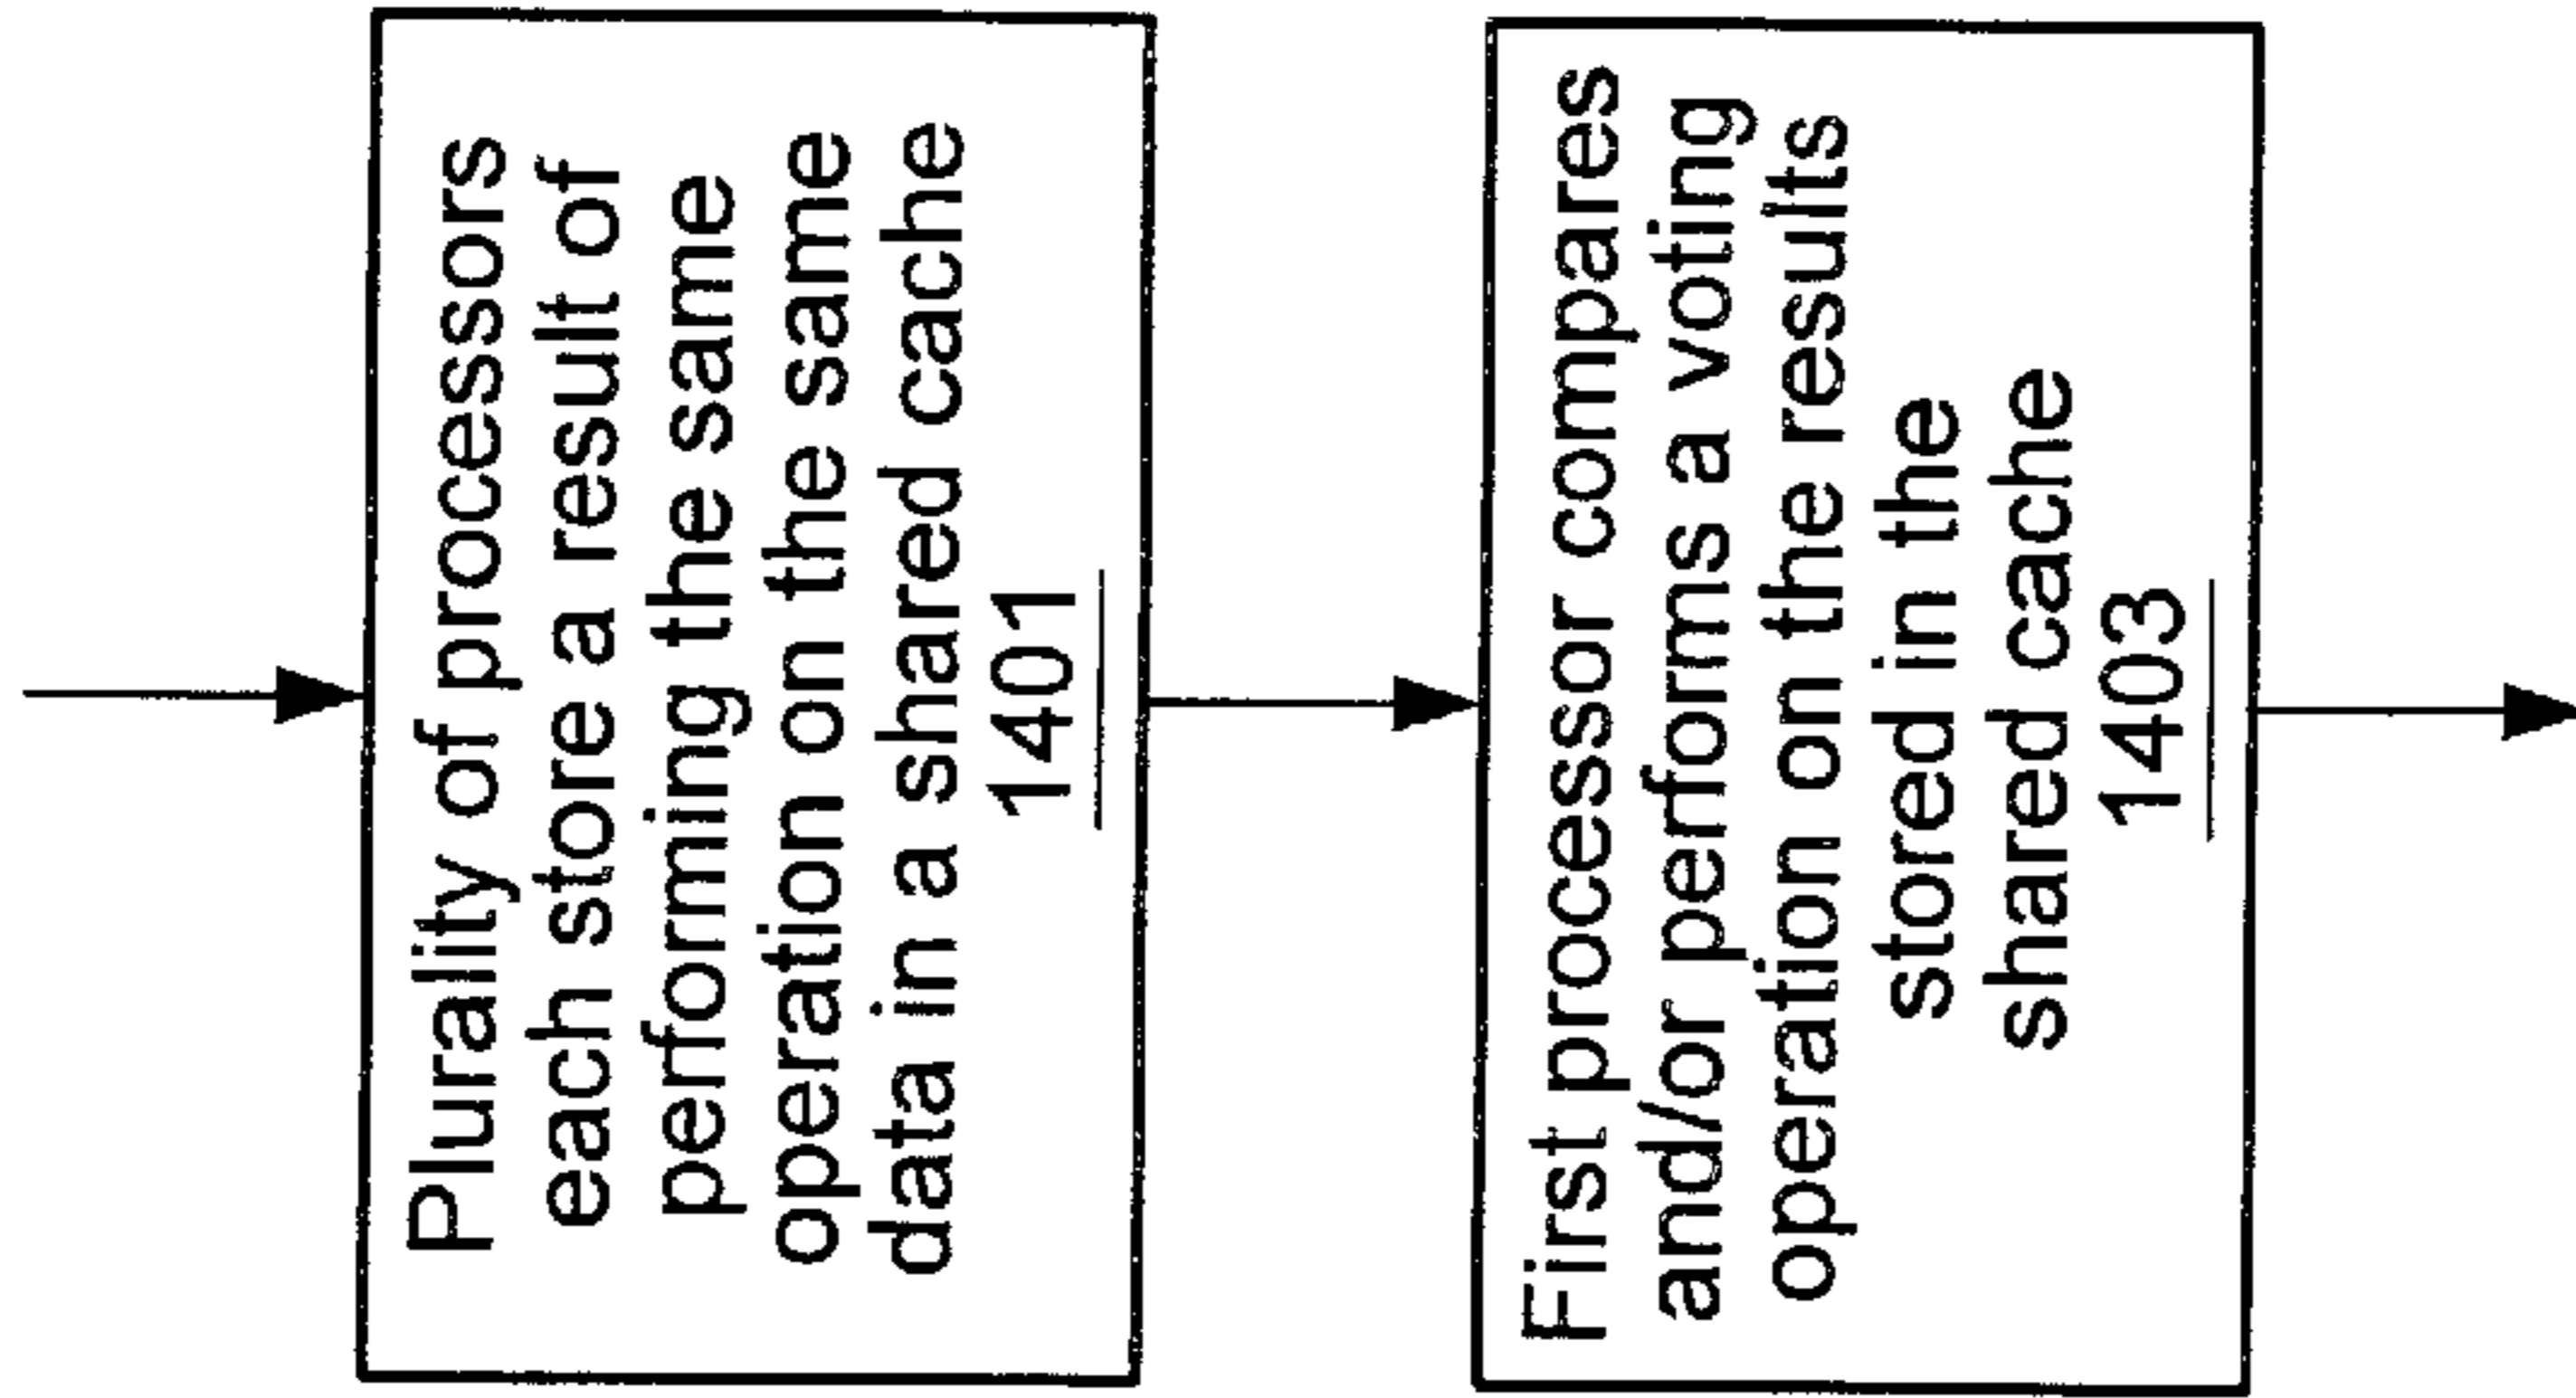 Plurality of processors
each store a result of
performing the same
operation on the same
data in a shared cache
1401
First processor compares
and/or performs a voting
operation on the results
stored in the
shared cache
1403